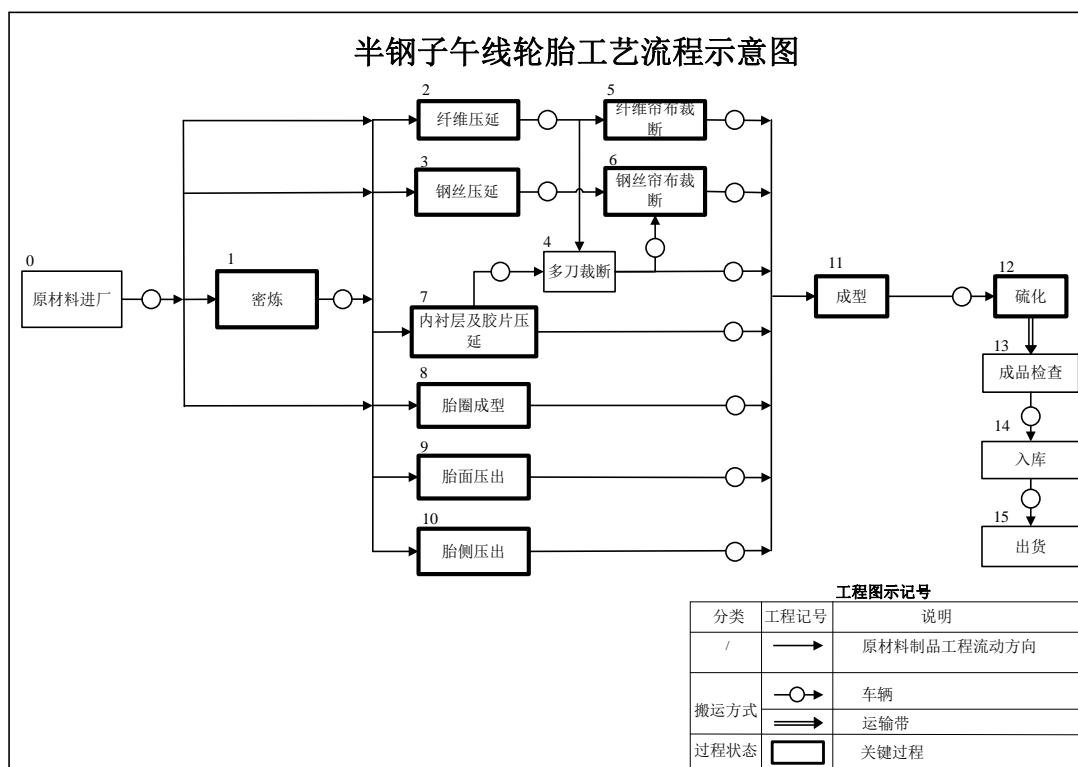 半钢子午线轮胎工艺流程示意图
2
纤维压延
5
纤维帘布裁
断
3
钢丝压延
6
钢丝帘布裁
断
0
原材料进厂
1
密炼
4
多刀裁断
7
内衬层及胶片压
延
8
胎圈成型
9
胎面压出
10
胎侧压出
11
成型
12
硫化
13
成品检查
14
入库
15
出货
工程图示记号
分类 工程记号 说明
/ 原材料制品工程流动方向
搬运方式
车辆
运输带
过程状态 关键过程